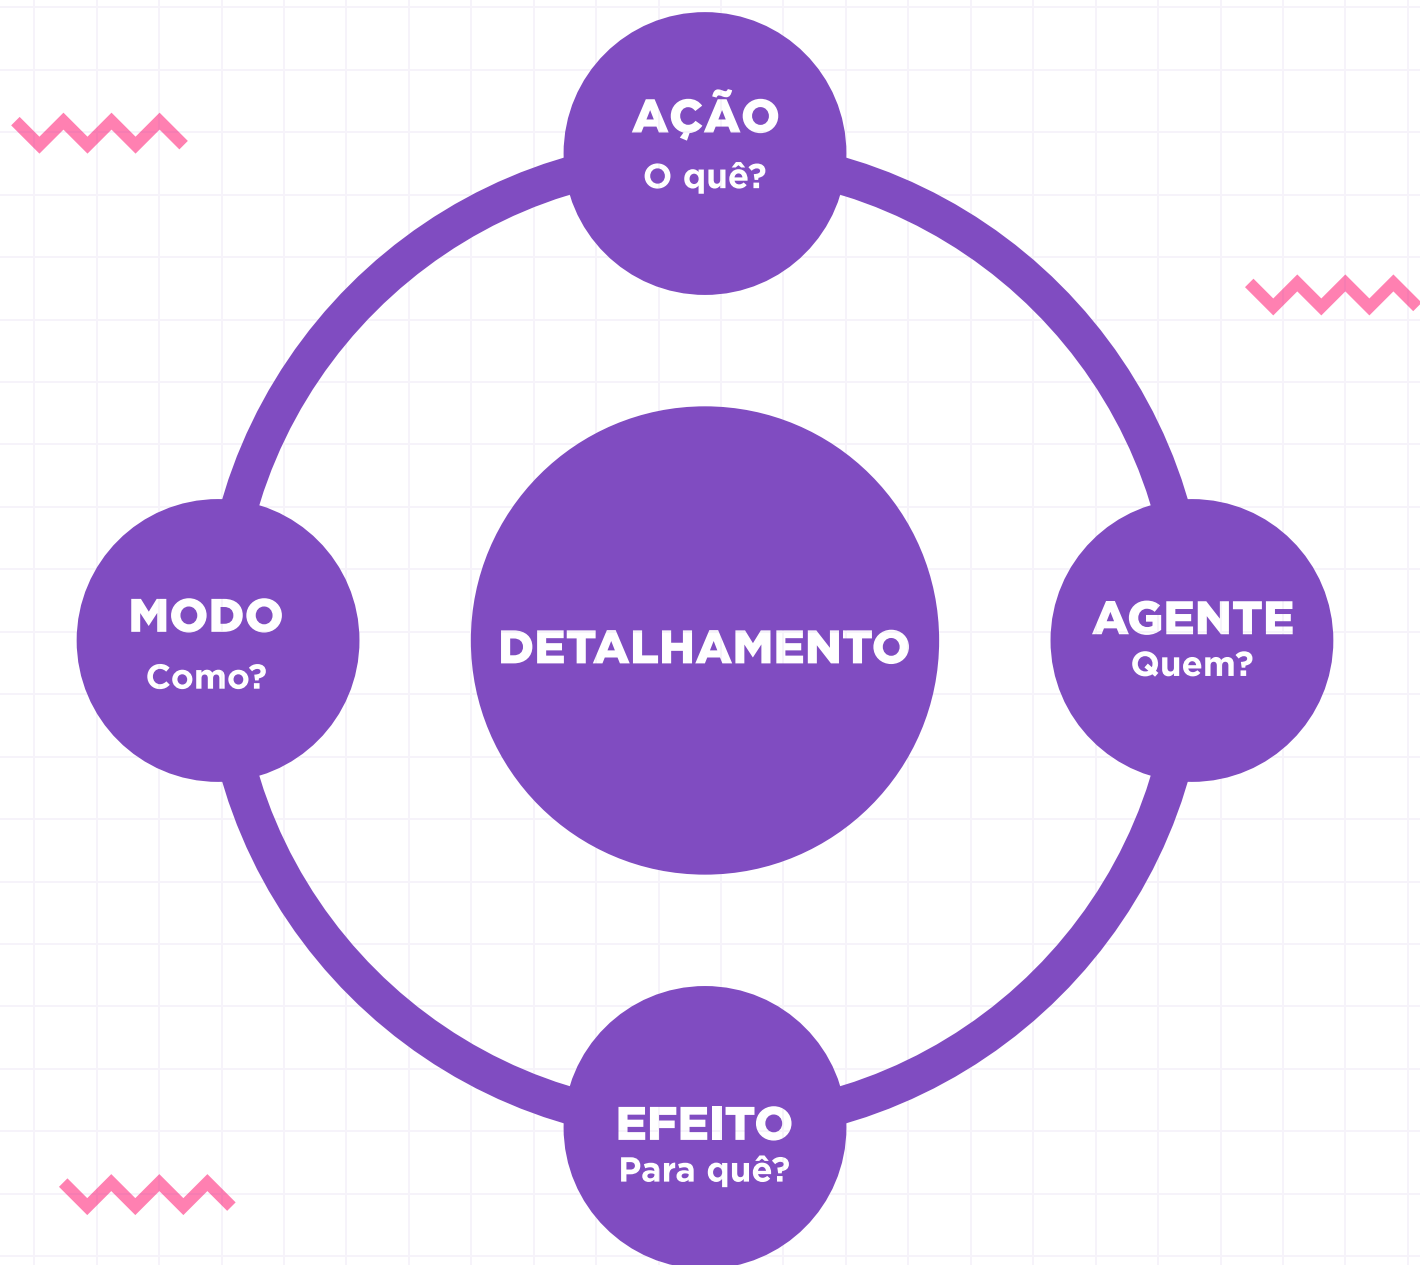 AÇÃO
O quê?
MODO
Como?
DETALHAMENTO
AGENTE
Quem?
EFEITO
Para quê?